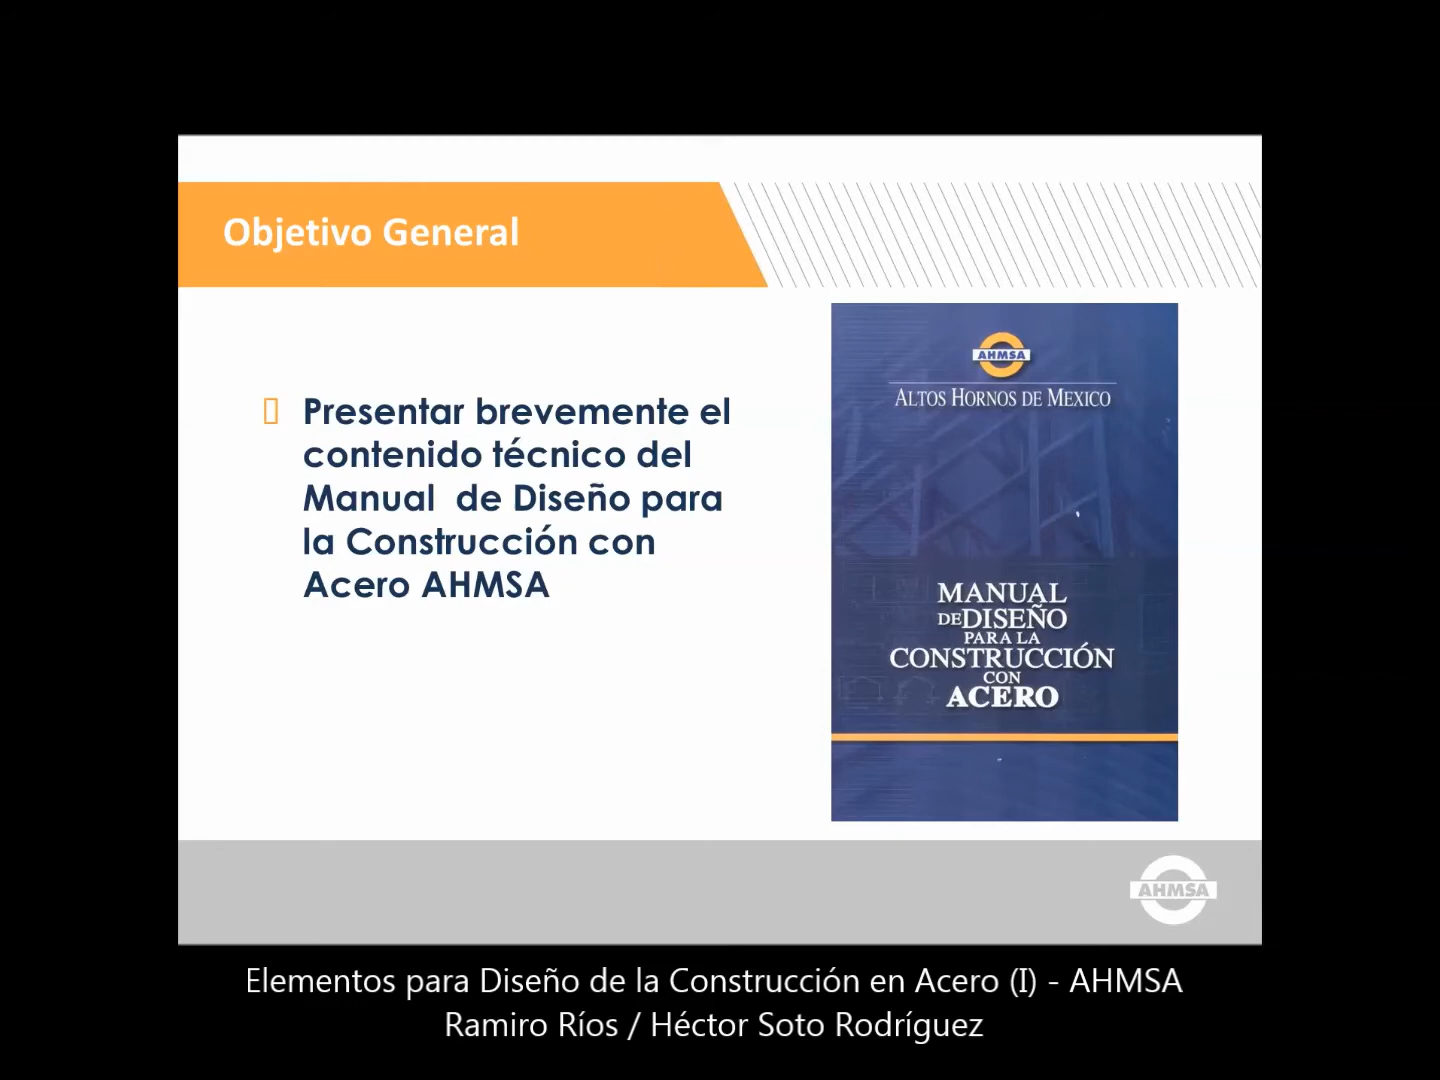 Objetivo General
Presentar brevemente el
contenido técnico del
Manual de Diseño para
la Construcción con
Acero AHMSA
AHMSA
ALTOS HORNOS DE MEXICO
MANUAL
DE DISEÑO
PARA LA
CONSTRUCCIÓN
CON
ACERO
AHMSA
Elementos para Diseño de la Construcción en Acero (I) - AHMSA
Ramiro Ríos / Héctor Soto Rodríguez